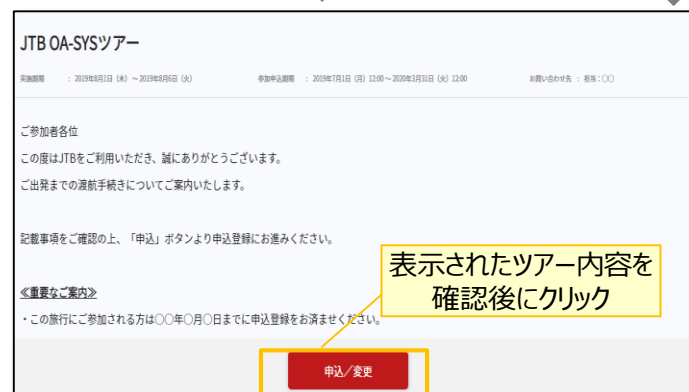 JTB OA-SYSツアー
実施期間 : 2019年8月1日 (木) ～2019年8月6日 (火) 参加申込期間 : 2019年7月1日 (月) 12:00～2020年3月31日 (火) 12:00 お問い合わせ先 : 担当:〇〇
ご参加者各位
この度はJTBをご利用いただき、誠にありがとうございます。
ご出発までの渡航手続きについてご案内いたします。
記載事項をご確認の上、「申込」ボタンより申込登録にお進みください。
表示されたツアー内容を
確認後にクリック
≪重要なご案内≫
・この旅行にご参加される方は〇〇年〇月〇日までに申込登録をお済ませください。
申込／変更